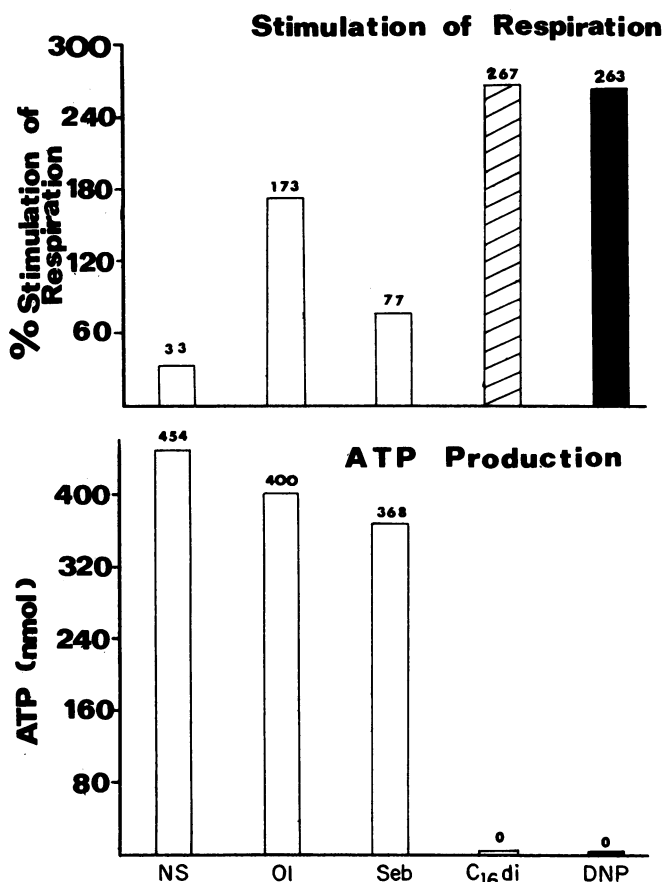 Stimulation of Respiration
% Stimulation of
Respiration
300
240
180
120
60
33
173
77
267
263
ATP Production
ATP (nmol)
400
320
240
160
80
454
400
368
0
0
NS
Ol
Seb
C₁₆di
DNP